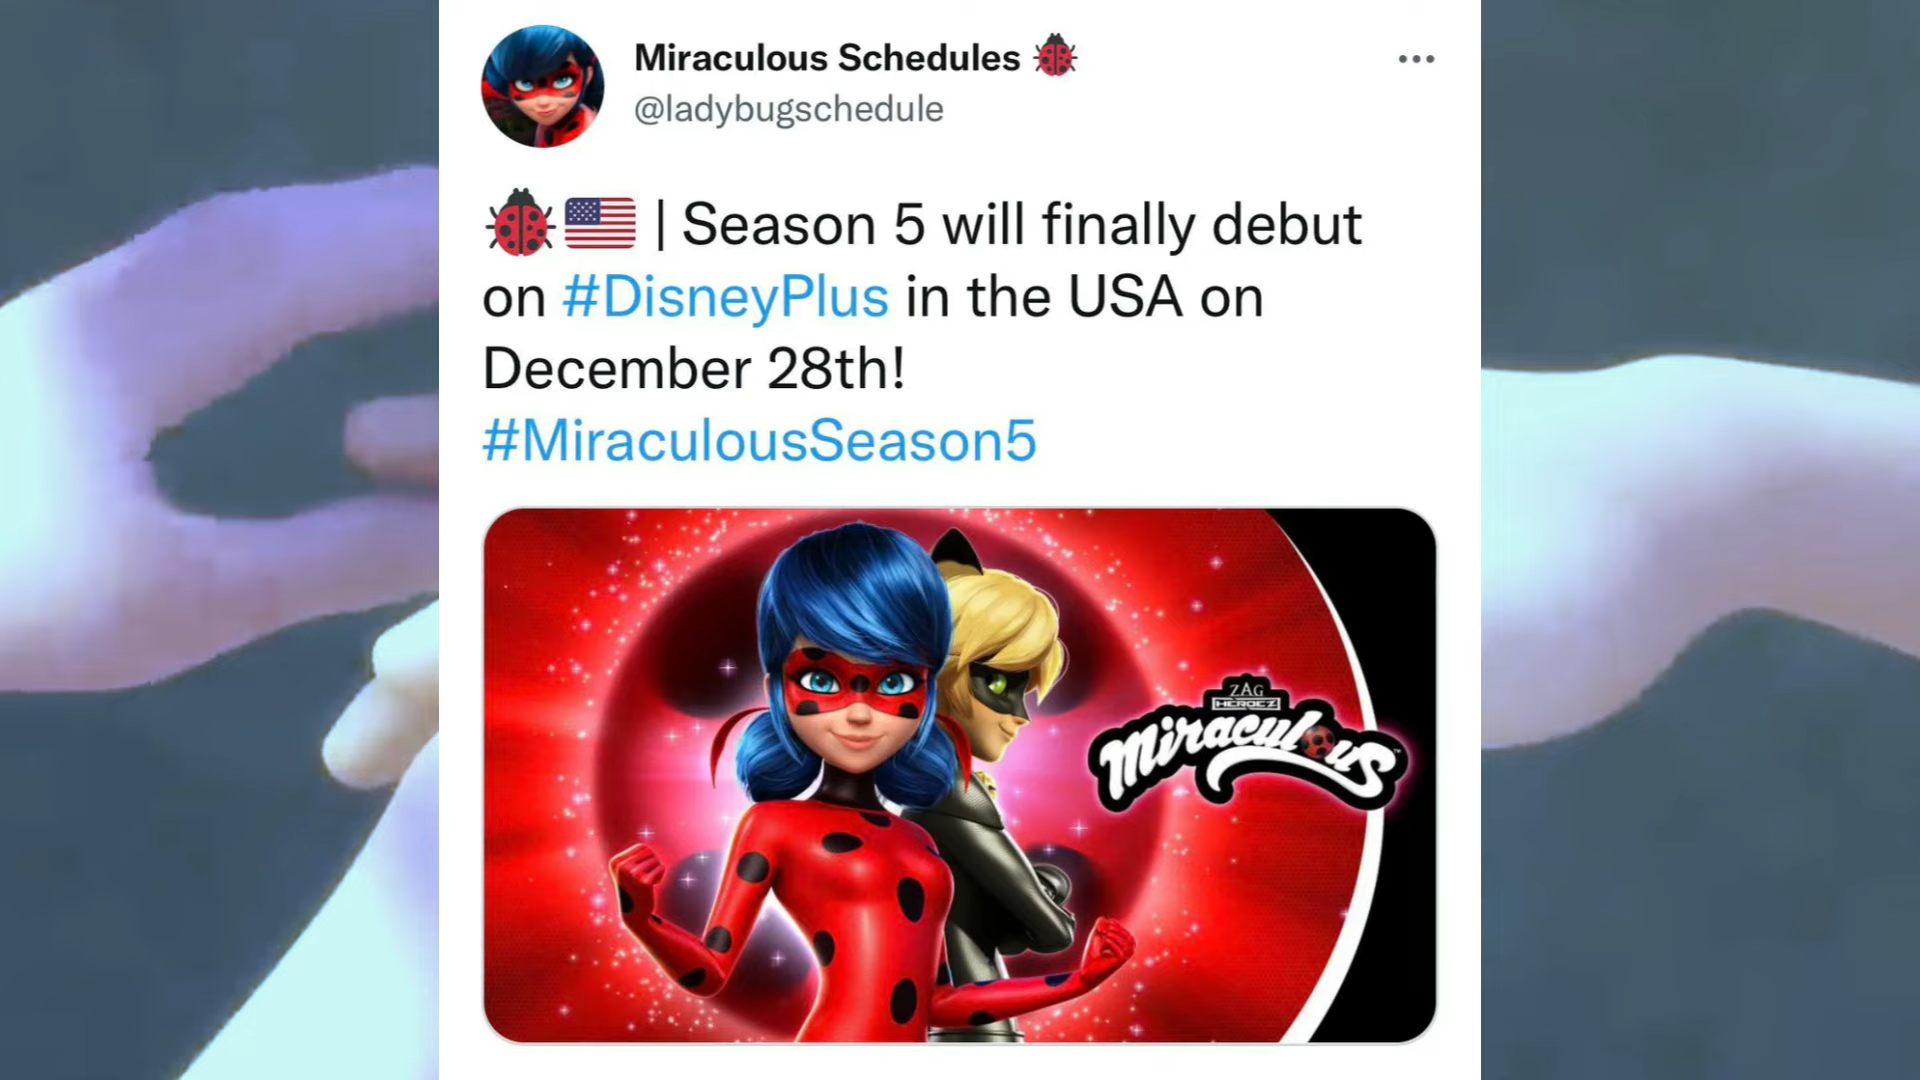 Miraculous Schedules 🐞
@ladybugschedule
🐞🇺🇸 | Season 5 will finally debut
on #DisneyPlus in the USA on
December 28th!
#MiraculousSeason5
ZAG
HEROEZ
Miraculous